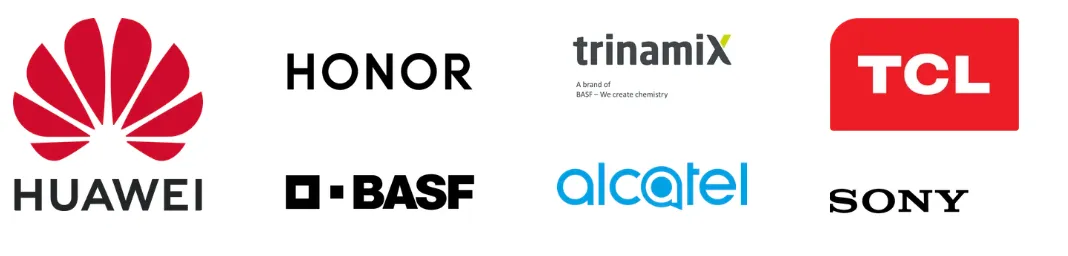 HUAWEI
HONOR
BASF
trinamiX
A brand of
BASF – We create chemistry
alcatel
TCL
SONY